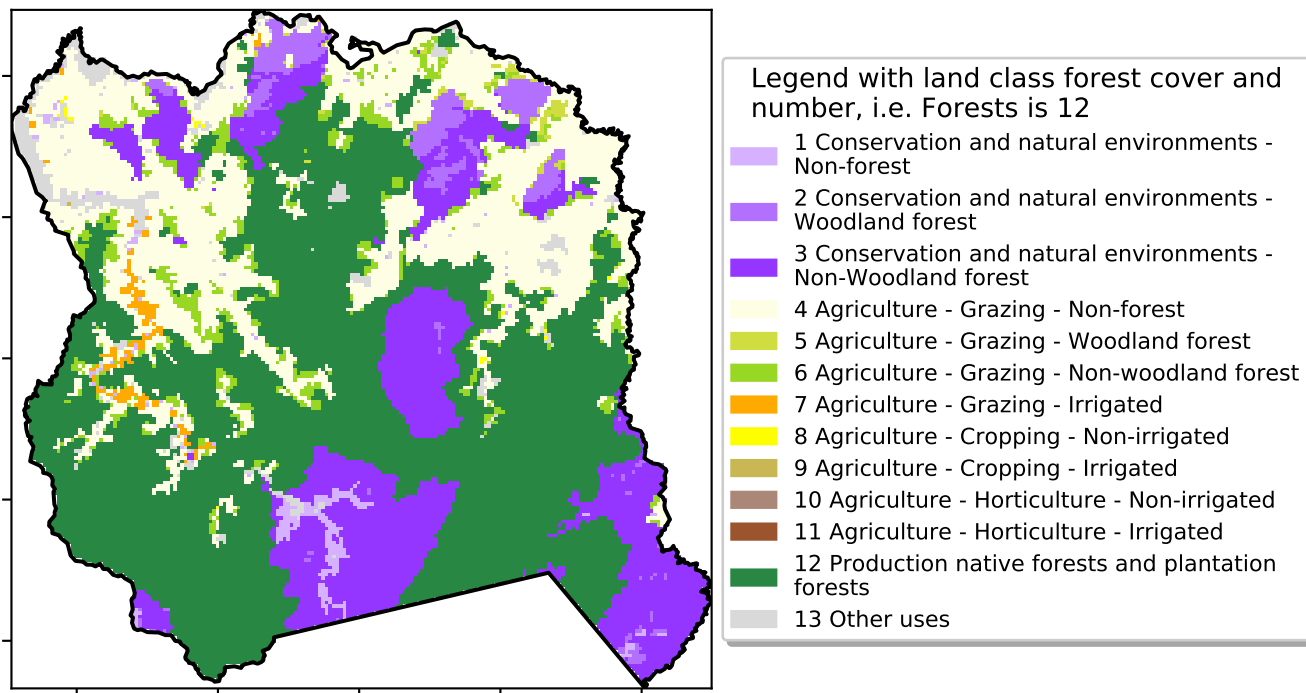 Legend with land class forest cover and
number, i.e. Forests is 12
1 Conservation and natural environments -
Non-forest
2 Conservation and natural environments -
Woodland forest
3 Conservation and natural environments -
Non-Woodland forest
4 Agriculture - Grazing - Non-forest
5 Agriculture - Grazing - Woodland forest
6 Agriculture - Grazing - Non-woodland forest
7 Agriculture - Grazing - Irrigated
8 Agriculture - Cropping - Non-irrigated
9 Agriculture - Cropping - Irrigated
10 Agriculture - Horticulture - Non-irrigated
11 Agriculture - Horticulture - Irrigated
12 Production native forests and plantation
forests
13 Other uses